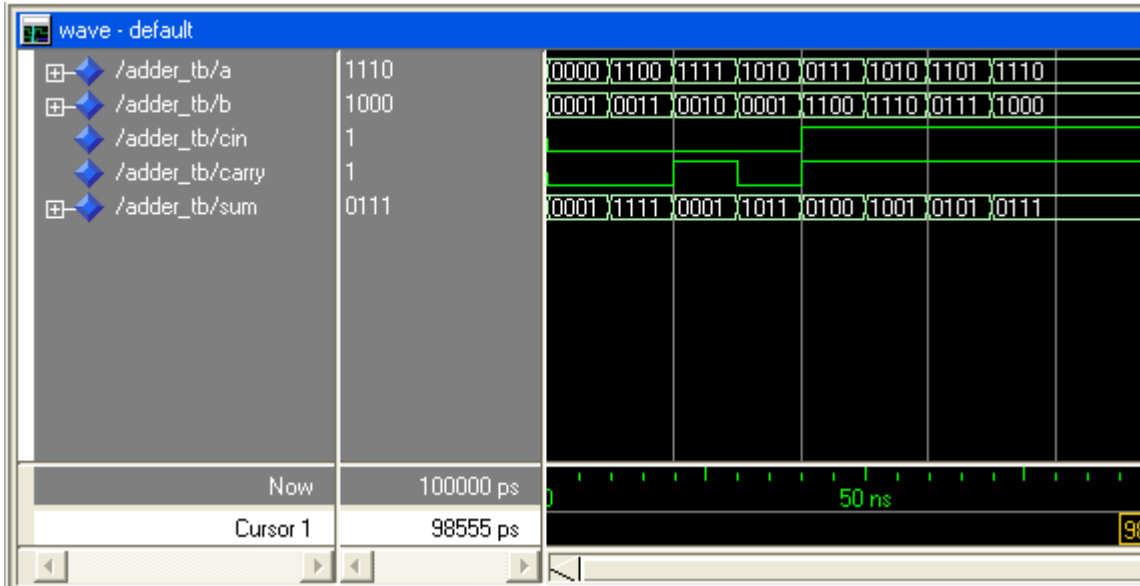 wave - default
/adder_tb/a 1110 0000 1100 1111 1010 0111 1010 1101 1110
/adder_tb/b 1000 0001 0011 0010 0001 1100 1110 0111 1000
/adder_tb/cin 1
/adder_tb/carry 1
/adder_tb/sum 0111 0001 1111 0001 1011 0100 1001 0101 0111
Now 100000 ps 50 ns
Cursor 1 98555 ps